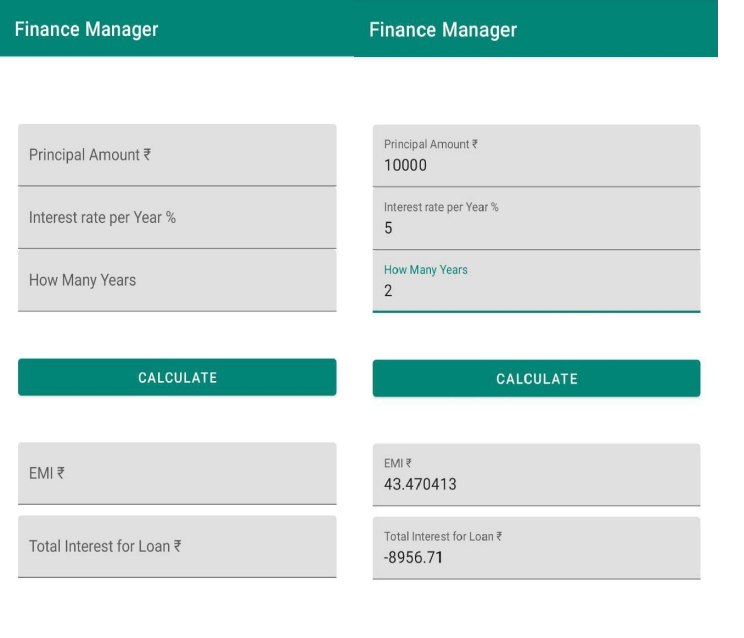 Finance Manager
Principal Amount ₹
Interest rate per Year %
How Many Years
CALCULATE
EMI ₹
Total Interest for Loan ₹
Finance Manager
Principal Amount ₹
10000
Interest rate per Year %
5
How Many Years
2
CALCULATE
EMI ₹
43.470413
Total Interest for Loan ₹
-8956.71